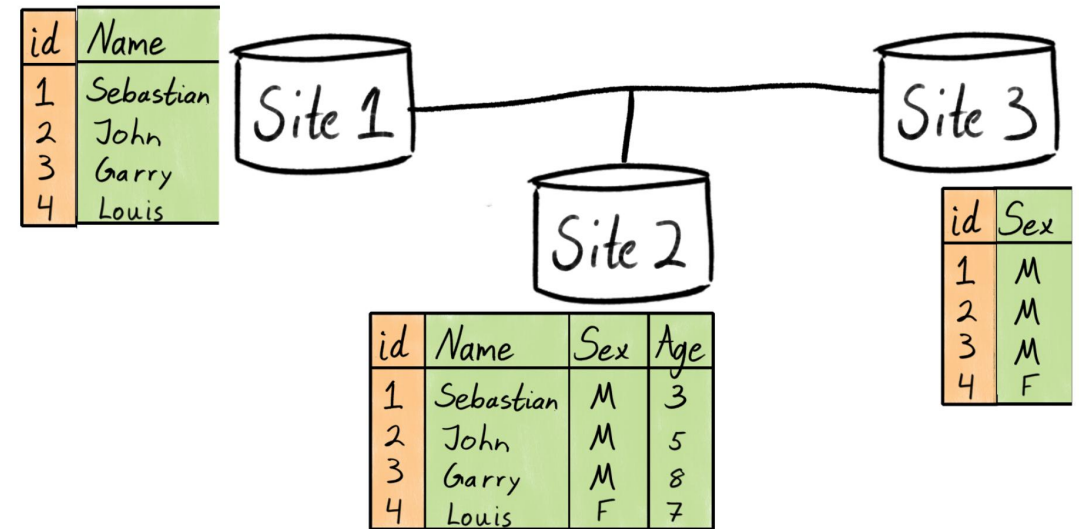 id Name
1 Sebastian
2 John
3 Garry
4 Louis
Site 1
Site 2
Site 3
id Sex
1 M
2 M
3 M
4 F
id Name Sex Age
1 Sebastian M 3
2 John M 5
3 Garry M 8
4 Louis F 7